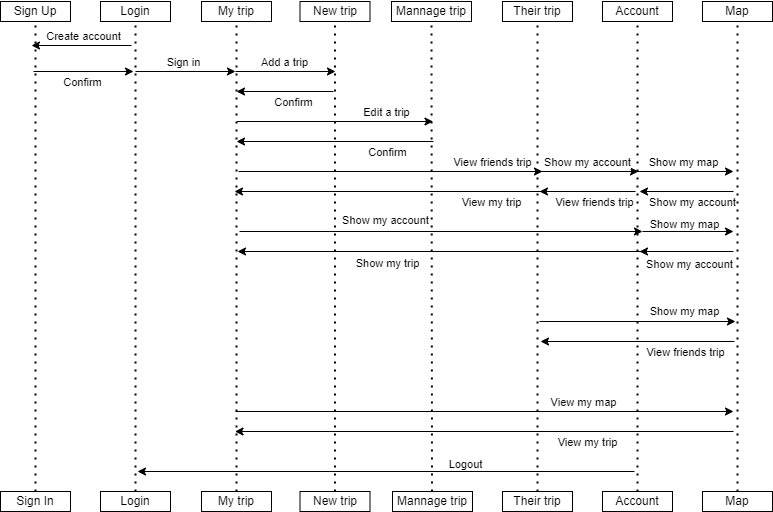 Sign Up Login My trip New trip Mannage trip Their trip Account Map
Create account
Sign in Add a trip
Confirm
Confirm
Edit a trip
Confirm
View friends trip Show my account Show my map
View my trip View friends trip Show my account
Show my account Show my map
Show my trip Show my account
Show my map
View friends trip
View my map
View my trip
Logout
Sign In Login My trip New trip Mannage trip Their trip Account Map